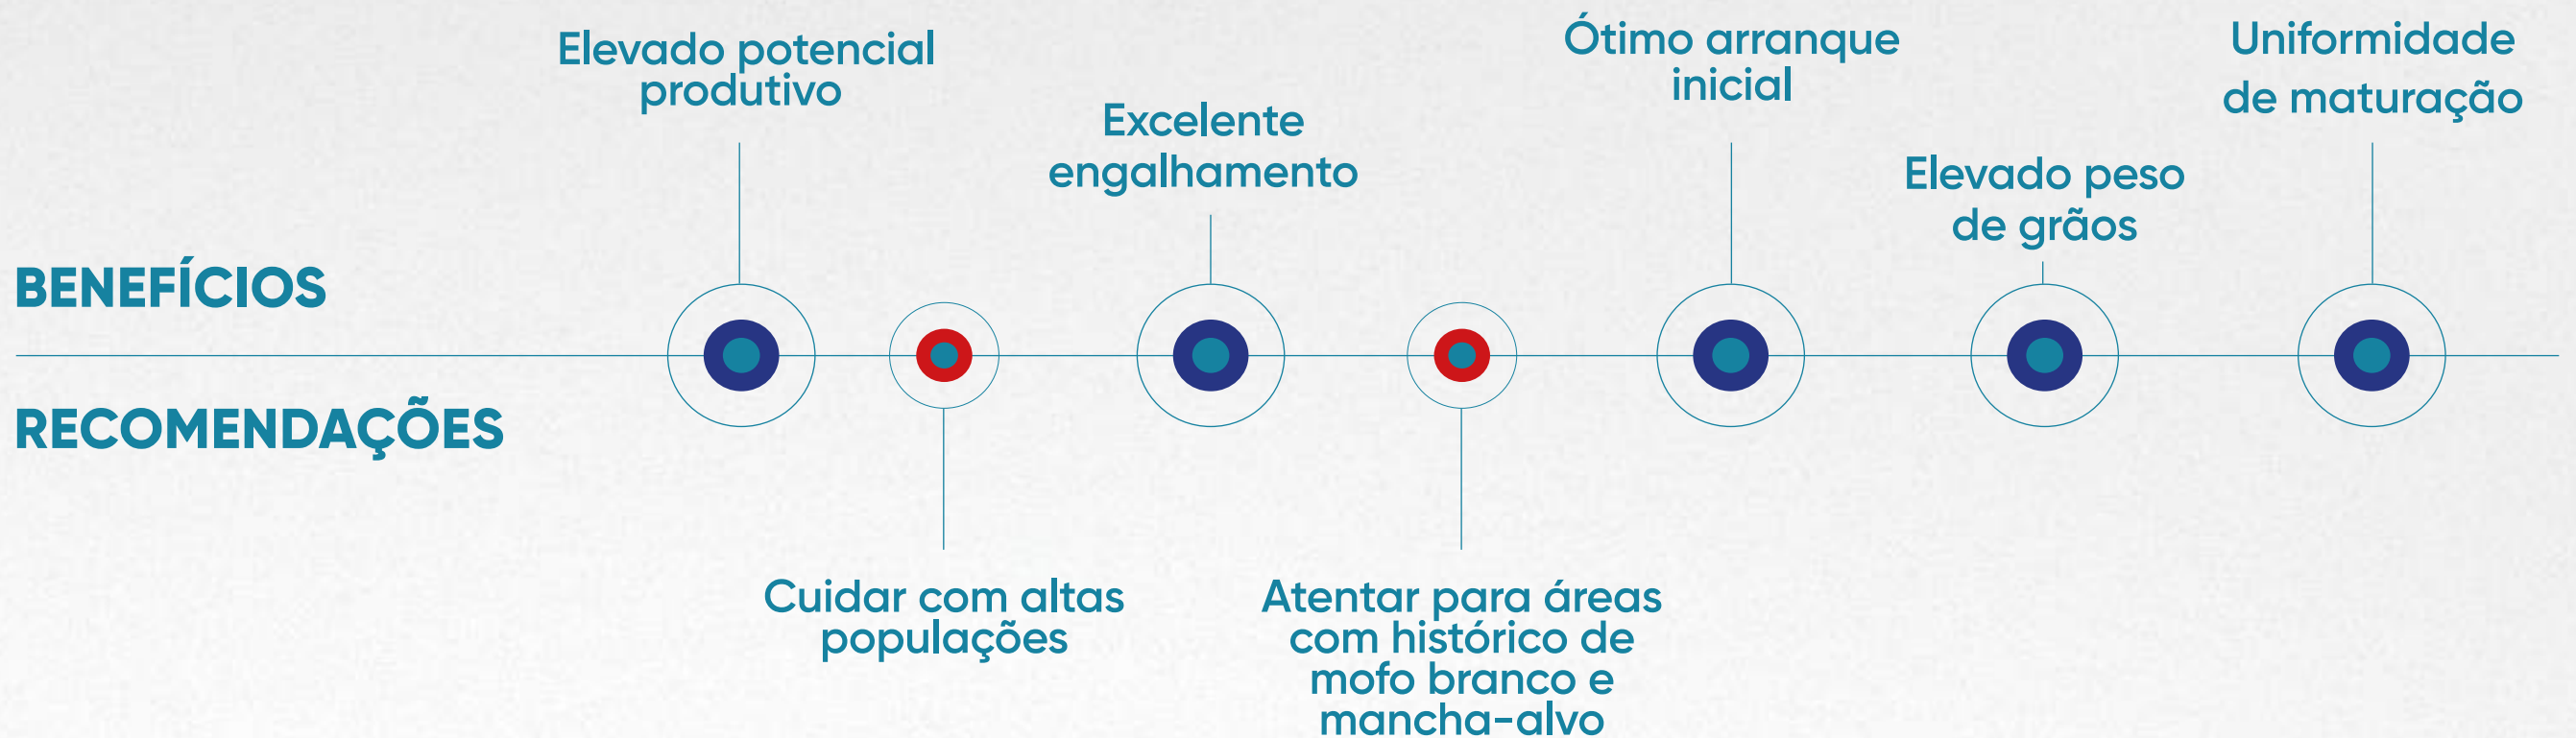 BENEFÍCIOS
Elevado potencial
produtivo
Excelente
engalhamento
Ótimo arranque
inicial
Elevado peso
de grãos
Uniformidade
de maturação
RECOMENDAÇÕES
Cuidar com altas
populações
Atentar para áreas
com histórico de
mofo branco e
mancha-alvo